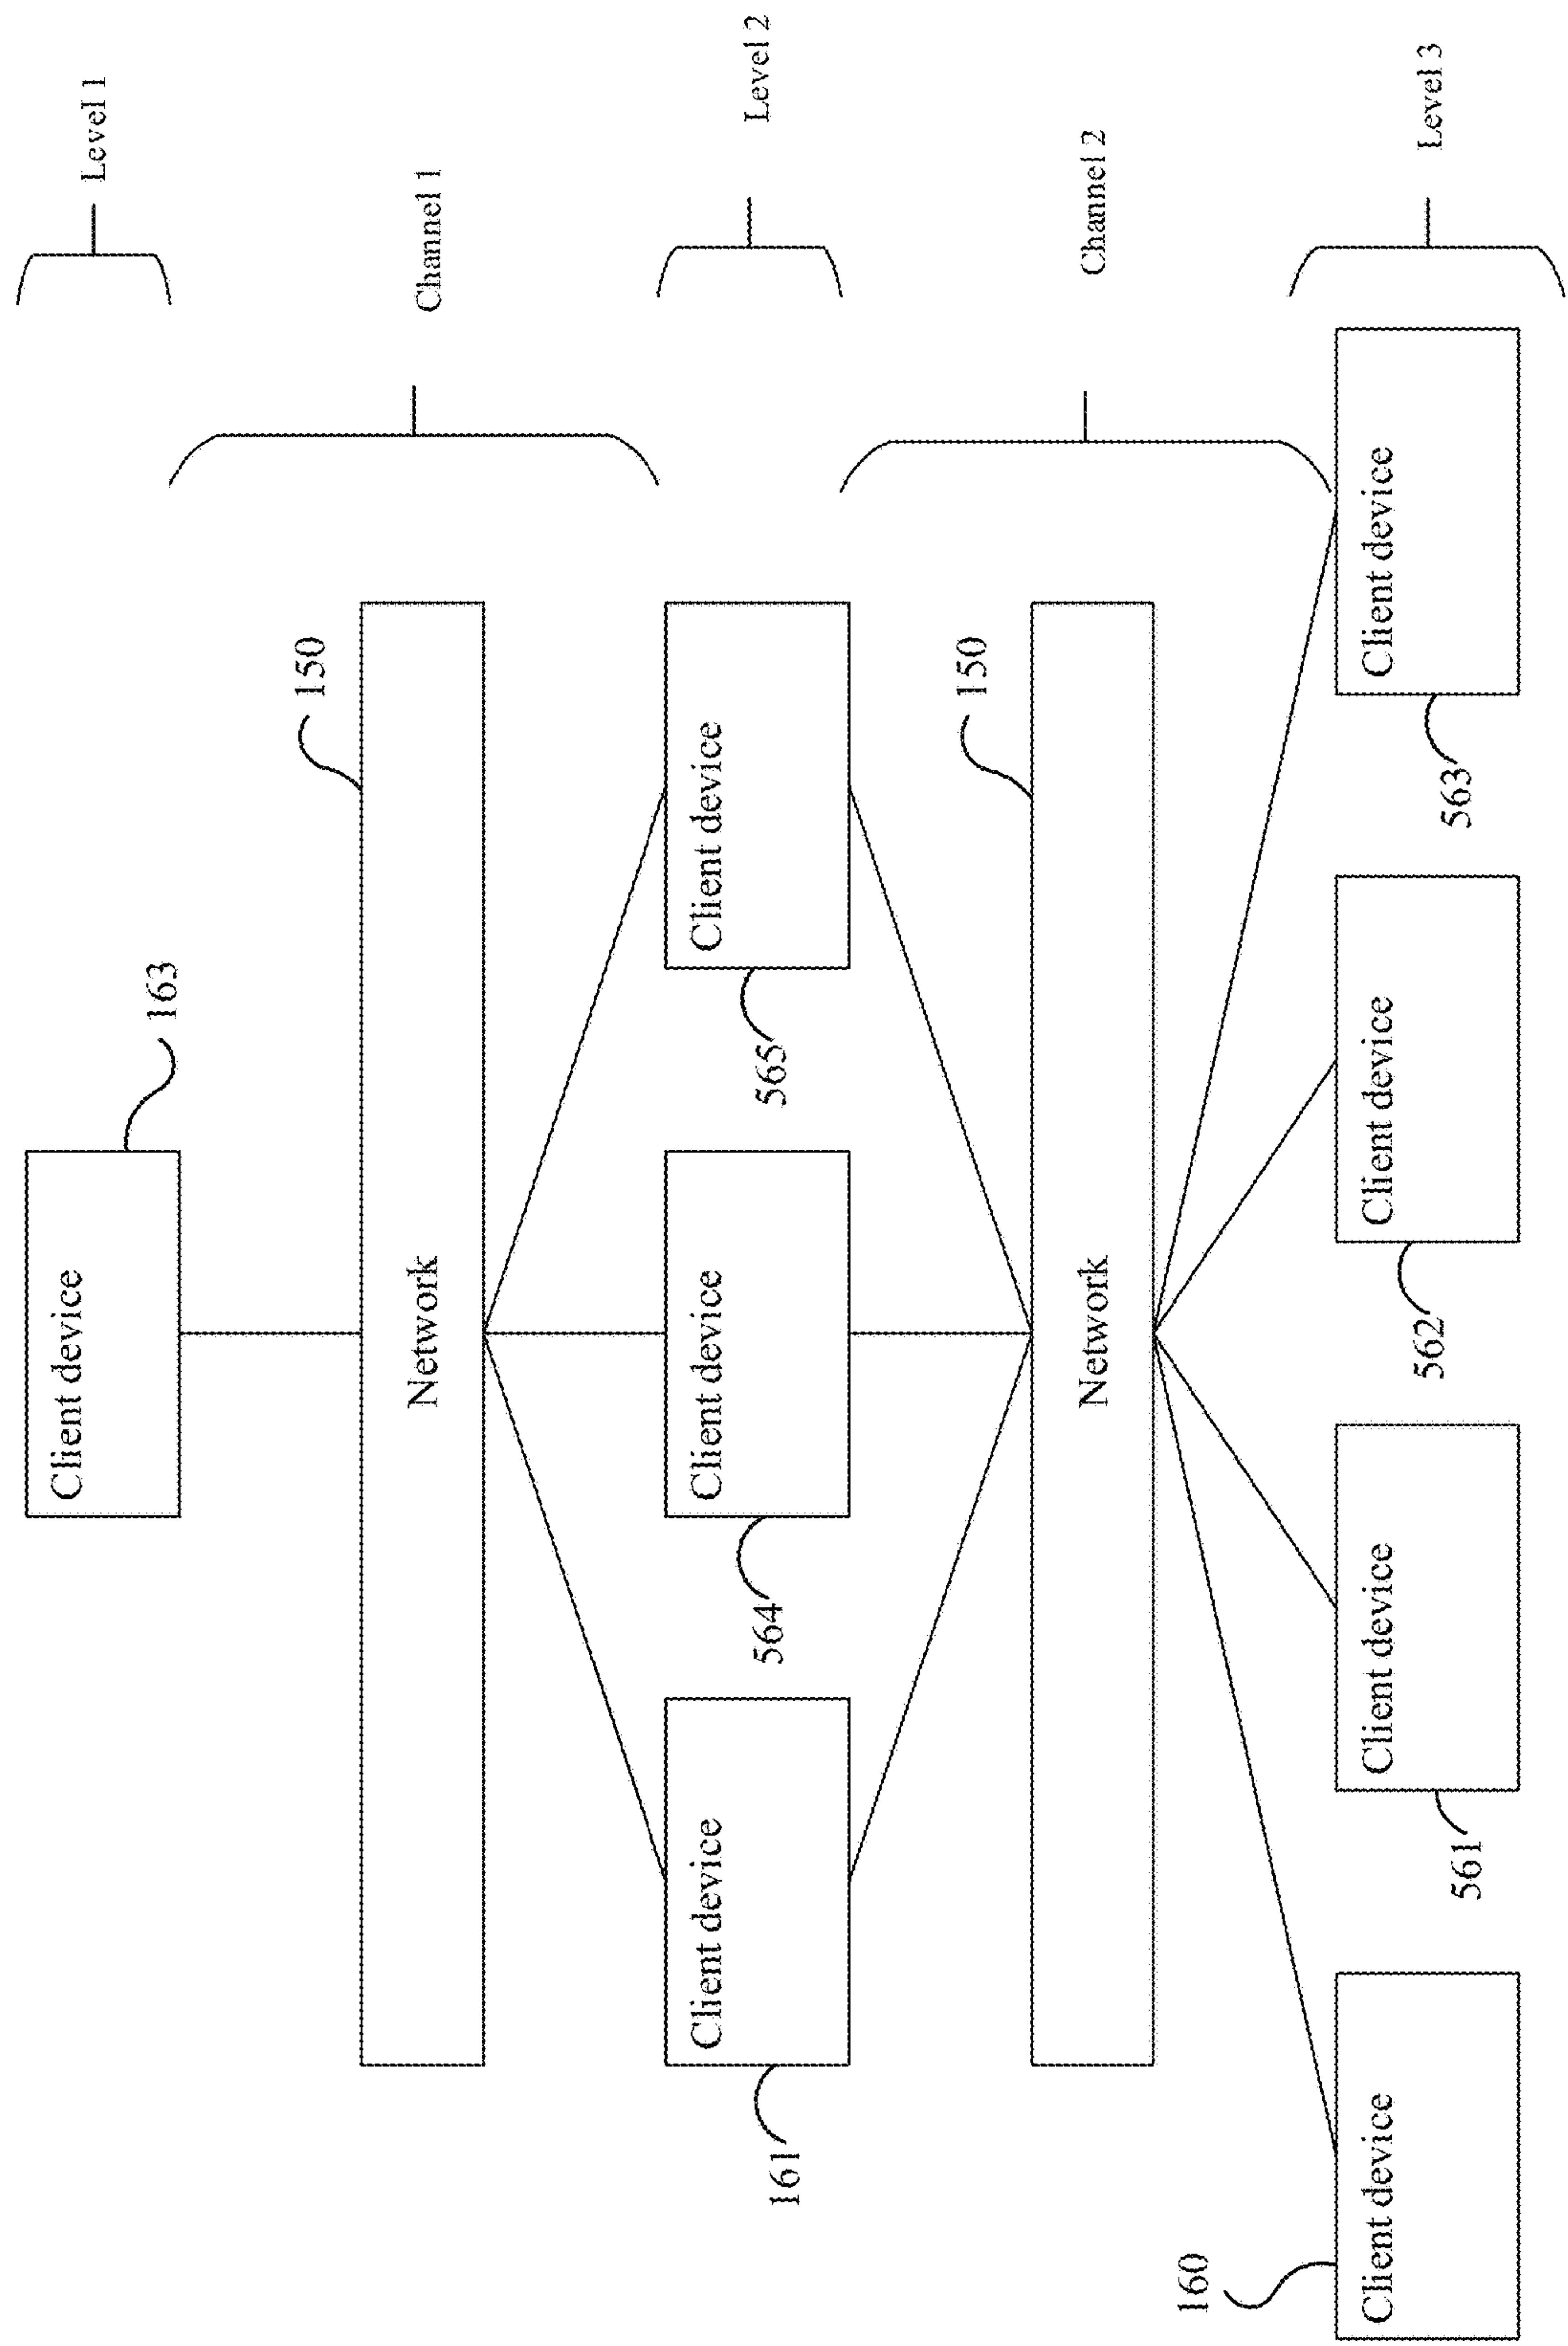 Client device
163
Level 1
150
Network
Channel 1
161
Client device
564
Client device
565
Client device
Level 2
150
Network
Channel 2
160
Client device
561
Client device
562
Client device
563
Client device
Level 3